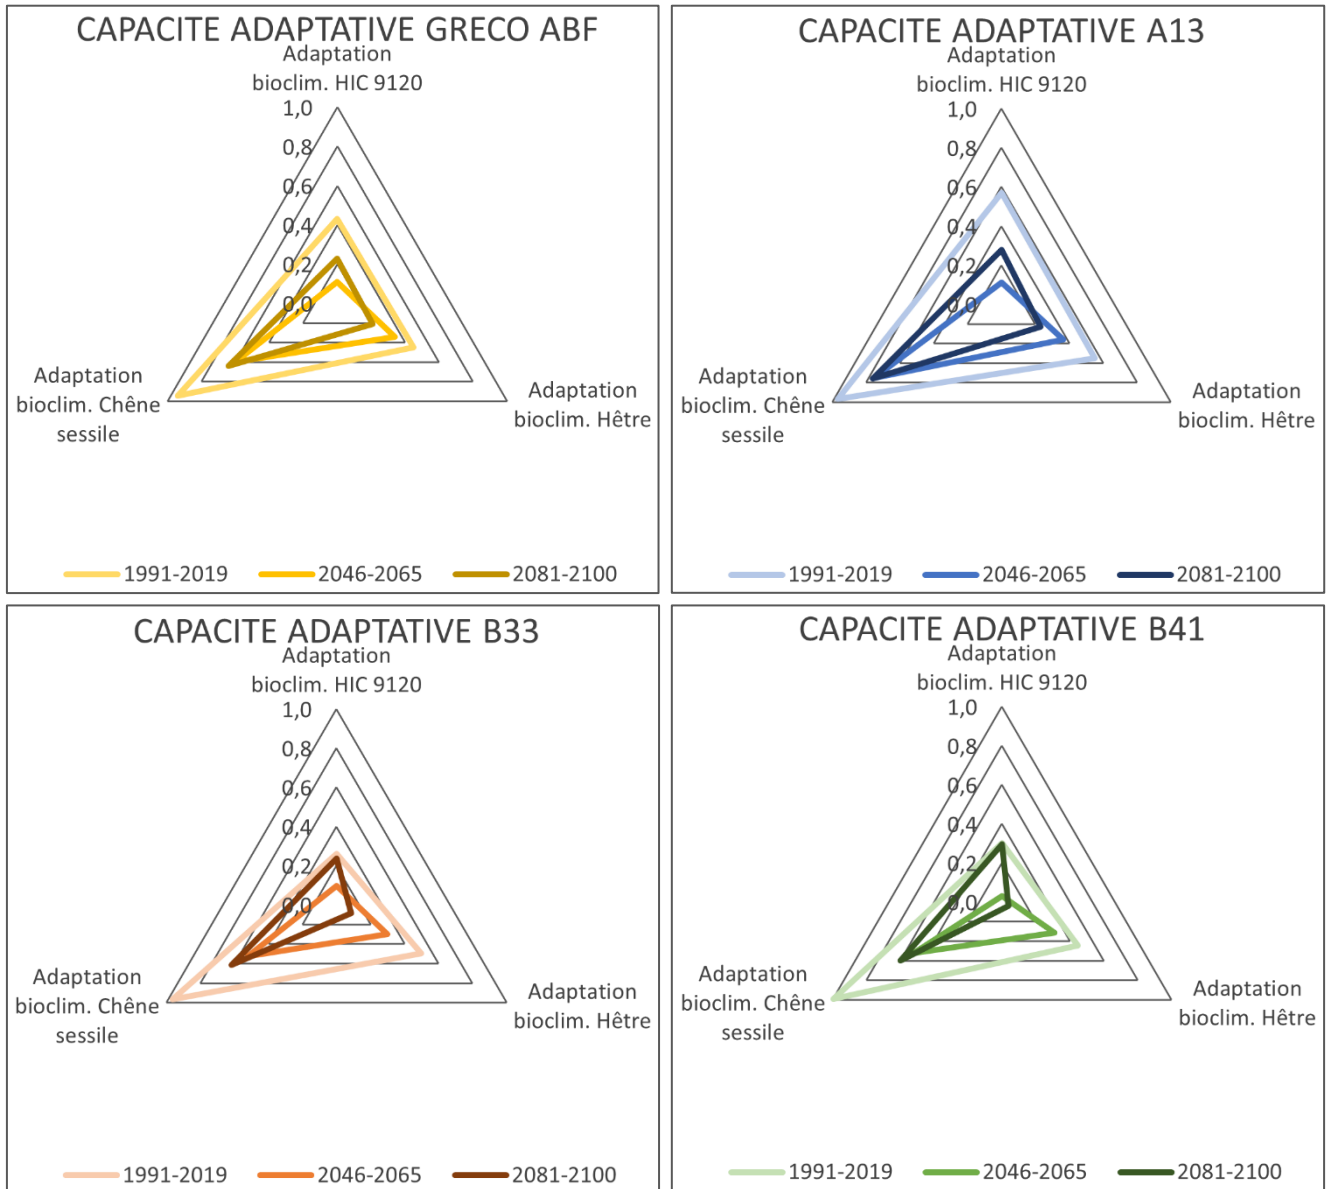 CAPACITE ADAPTATIVE GRECO ABF
Adaptation
bioclim. HIC 9120
1,0
0,8
0,6
0,4
0,2
0,0
Adaptation
bioclim. Chêne
sessile
Adaptation
bioclim. Hêtre
1991-2019 2046-2065 2081-2100
CAPACITE ADAPTATIVE A13
Adaptation
bioclim. HIC 9120
1,0
0,8
0,6
0,4
0,2
0,0
Adaptation
bioclim. Chêne
sessile
Adaptation
bioclim. Hêtre
1991-2019 2046-2065 2081-2100
CAPACITE ADAPTATIVE B33
Adaptation
bioclim. HIC 9120
1,0
0,8
0,6
0,4
0,2
0,0
Adaptation
bioclim. Chêne
sessile
Adaptation
bioclim. Hêtre
1991-2019 2046-2065 2081-2100
CAPACITE ADAPTATIVE B41
Adaptation
bioclim. HIC 9120
1,0
0,8
0,6
0,4
0,2
0,0
Adaptation
bioclim. Chêne
sessile
Adaptation
bioclim. Hêtre
1991-2019 2046-2065 2081-2100